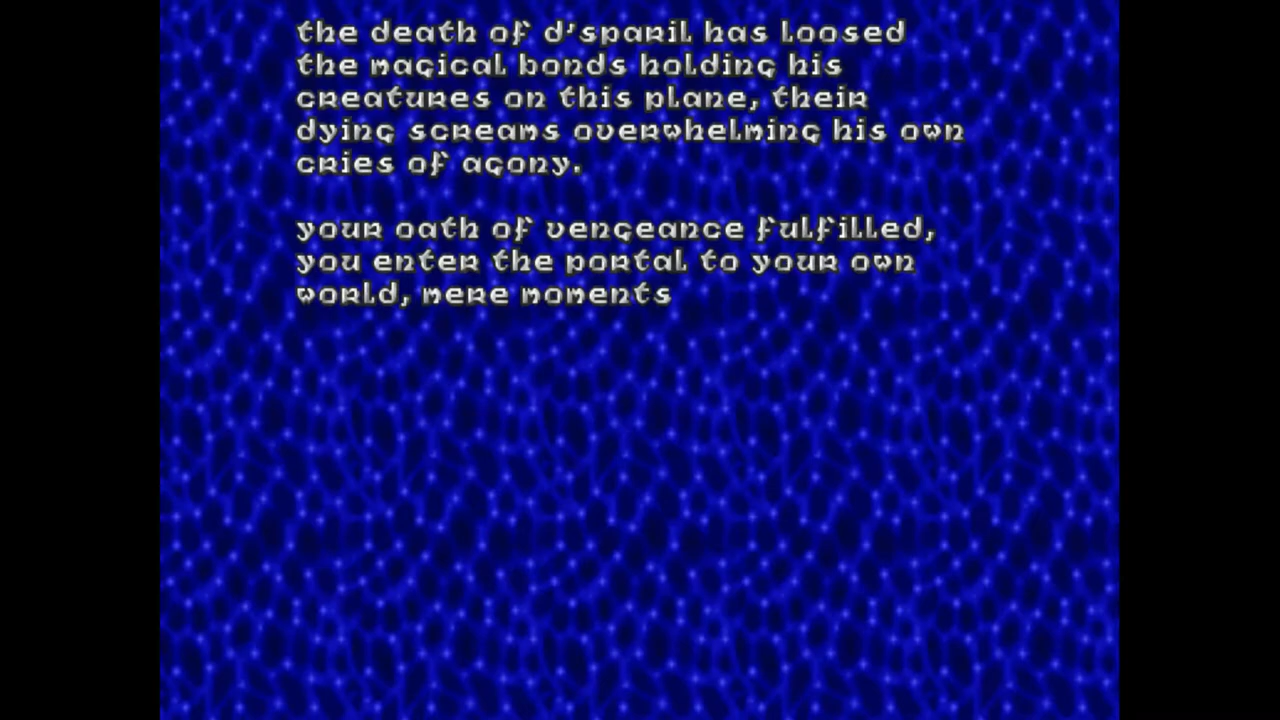 the death of d'sparil has loosed
the magical bonds holding his
creatures on this plane, their
dying screams overwhelming his own
cries of agony.
your oath of vengeance fulfilled,
you enter the portal to your own
world, mere moments